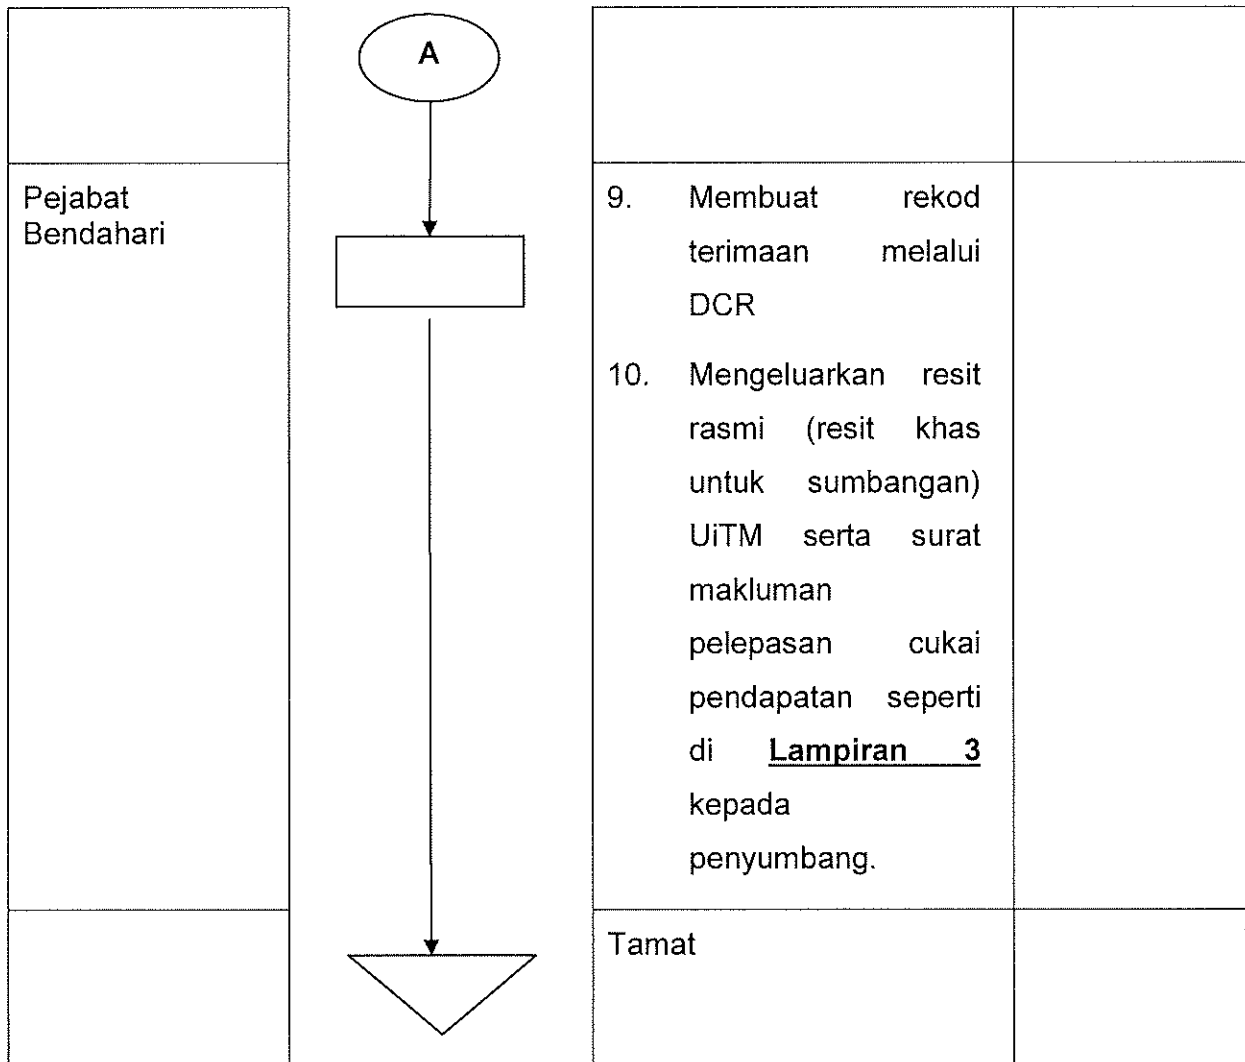 A
Pejabat
Bendahari
9. Membuat rekod
terimaan melalui
DCR
10. Mengeluarkan resit
rasmi (resit khas
untuk sumbangan)
UiTM serta surat
makluman
pelepasan cukai
pendapatan seperti
di Lampiran 3
kepada
penyumbang.
Tamat